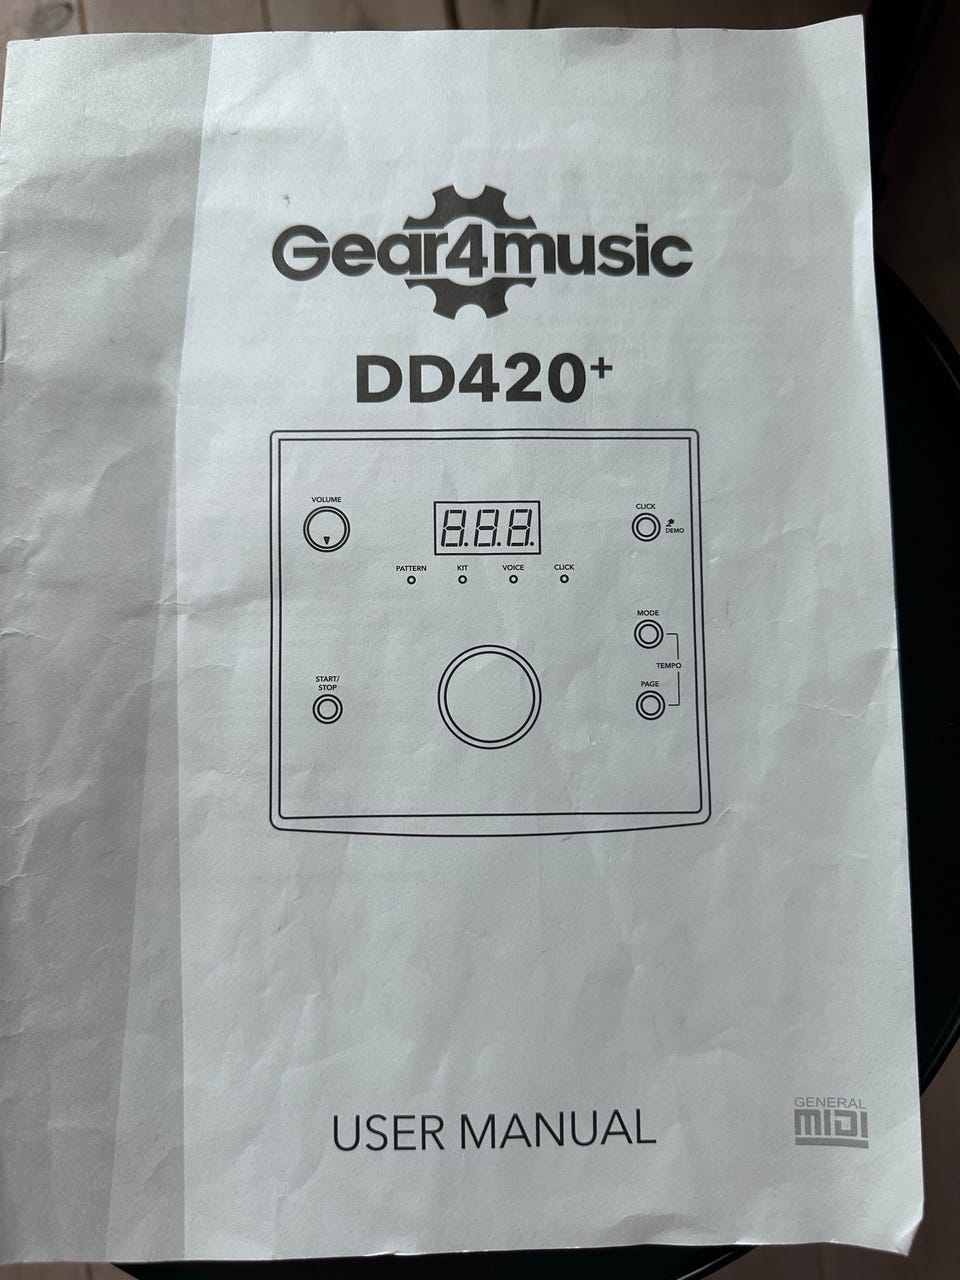 Gear4music
DD420+
VOLUME
8.8.8.
CLICK
DEMO
PATTERN
KIT
VOICE
CLICK
MODE
TEMPO
START/
STOP
PAGE
USER MANUAL
GENERAL
MIDI